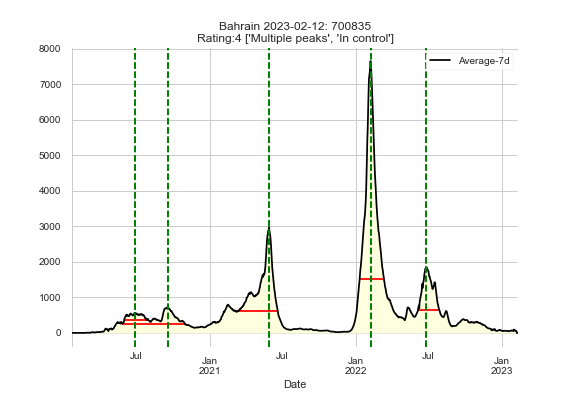 Bahrain 2023-02-12: 700835
Rating:4 ['Multiple peaks', 'In control']
Average-7d
8000
7000
6000
5000
4000
3000
2000
1000
0
Jul
Jan
2021
Jul
Jan
2022
Jul
Jan
2023
Date